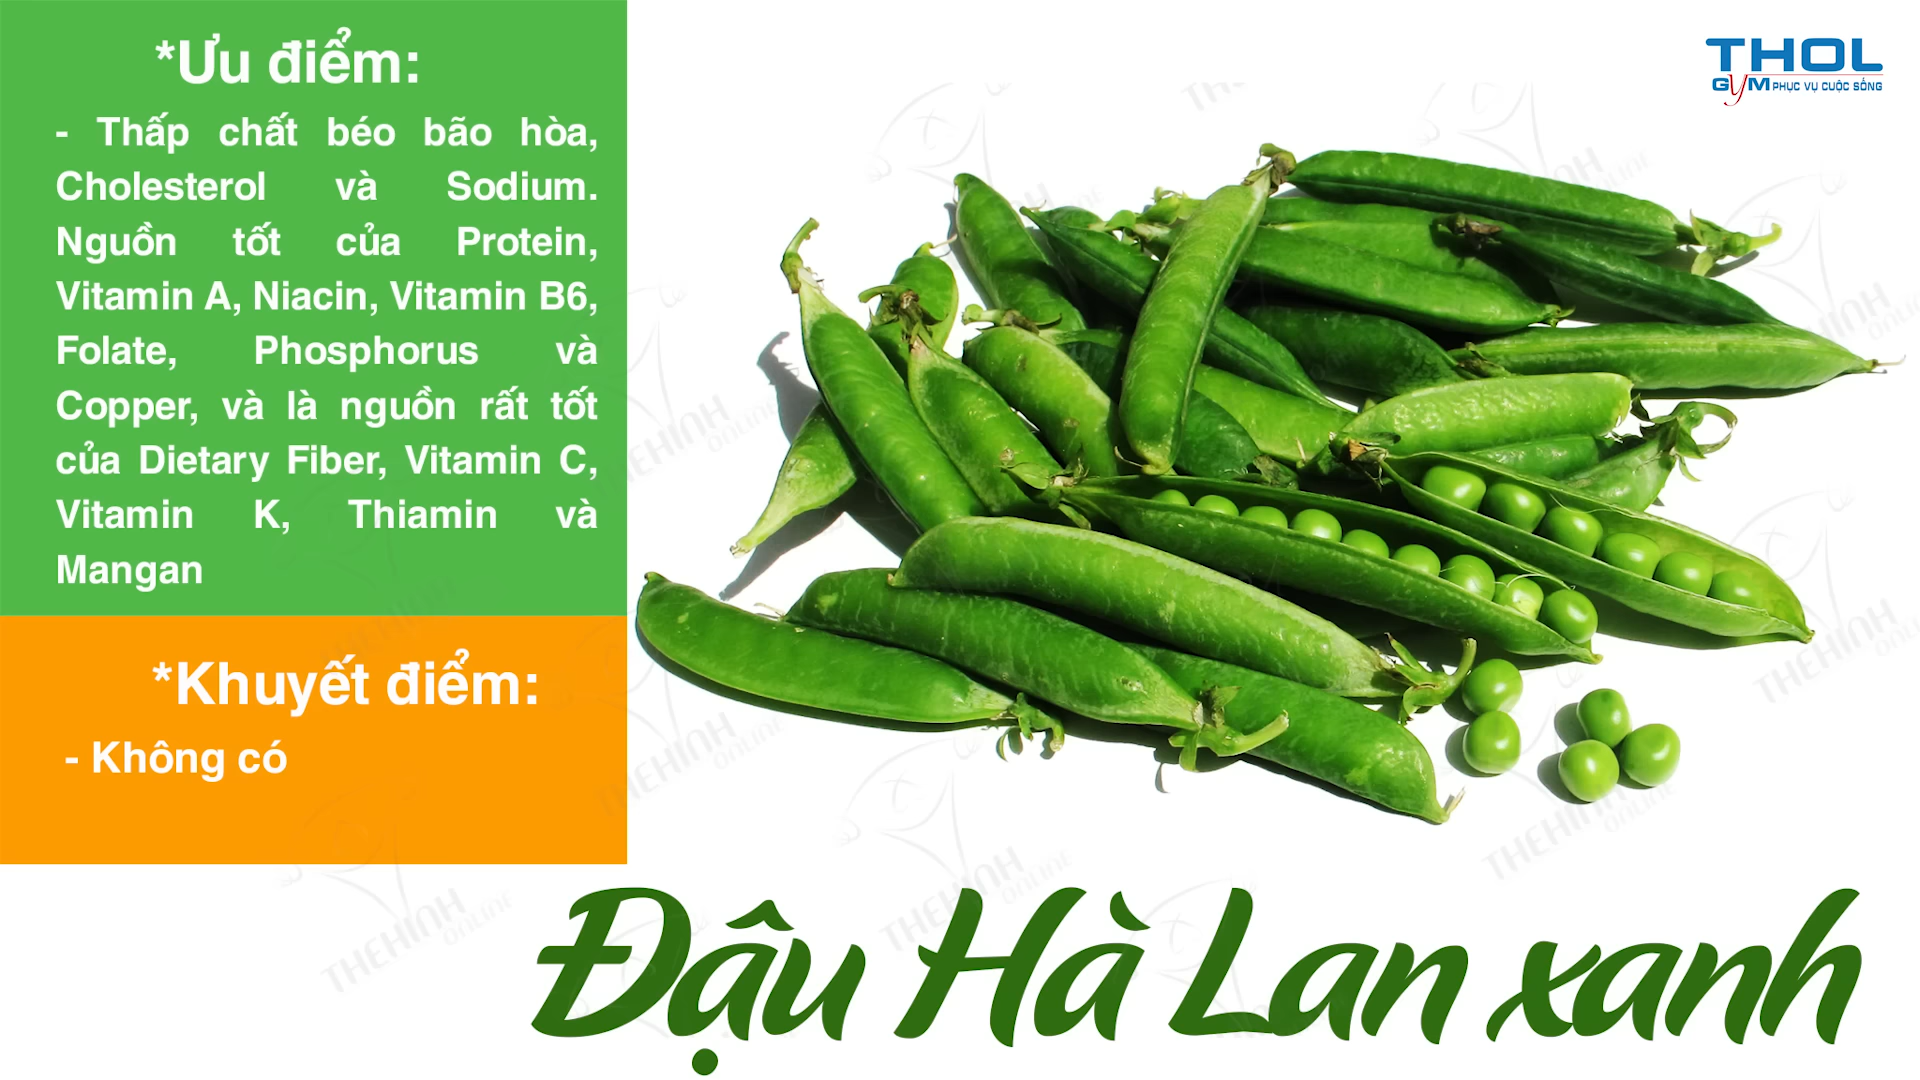 *Ưu điểm:
- Thấp chất béo bão hòa,
Cholesterol và Sodium.
Nguồn tốt của Protein,
Vitamin A, Niacin, Vitamin B6,
Folate, Phosphorus và
Copper, và là nguồn rất tốt
của Dietary Fiber, Vitamin C,
Vitamin K, Thiamin và
Mangan
*Khuyết điểm:
- Không có
THOL
GYM PHỤC VỤ CUỘC SỐNG
THEHINH
ONLINE
Đậu Hà Lan xanh